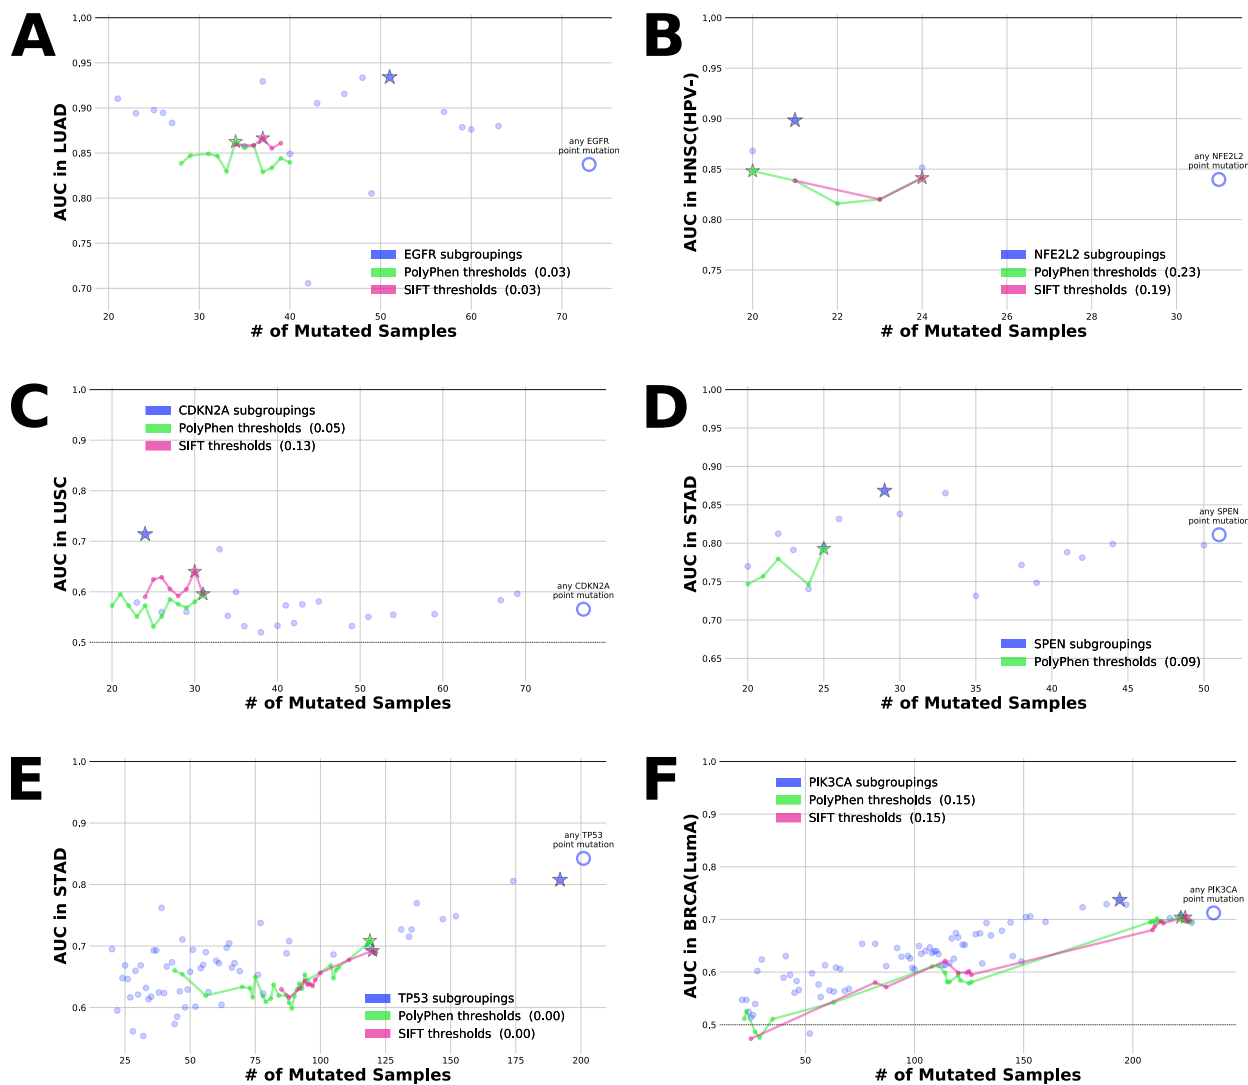 A
AUC in LUAD
1.00
0.95
0.90
0.85
0.80
0.75
0.70
any EGFR
point mutation
EGFR subgroupings
PolyPhen thresholds (0.03)
SIFT thresholds (0.03)
20 30 40 50 60 70
# of Mutated Samples
B
AUC in HNSC(HPV-)
1.00
0.95
0.90
0.85
0.80
0.75
any NFE2L2
point mutation
NFE2L2 subgroupings
PolyPhen thresholds (0.23)
SIFT thresholds (0.19)
20 22 24 26 28 30
# of Mutated Samples
C
AUC in LUSC
1.0
0.9
0.8
0.7
0.6
0.5
CDKN2A subgroupings
PolyPhen thresholds (0.05)
SIFT thresholds (0.13)
any CDKN2A
point mutation
20 30 40 50 60 70
# of Mutated Samples
D
AUC in STAD
1.00
0.95
0.90
0.85
0.80
0.75
0.70
0.65
any SPEN
point mutation
SPEN subgroupings
PolyPhen thresholds (0.09)
20 25 30 35 40 45 50
# of Mutated Samples
E
AUC in STAD
1.0
0.9
0.8
0.7
0.6
any TP53
point mutation
TP53 subgroupings
PolyPhen thresholds (0.00)
SIFT thresholds (0.00)
25 50 75 100 125 150 175 200
# of Mutated Samples
F
AUC in BRCA(LumA)
1.0
0.9
0.8
0.7
0.6
0.5
PIK3CA subgroupings
PolyPhen thresholds (0.15)
SIFT thresholds (0.15)
any PIK3CA
point mutation
50 100 150 200
# of Mutated Samples